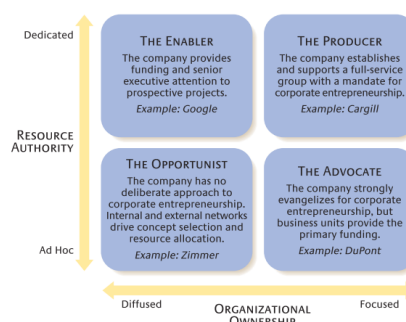 Dedicated
THE ENABLER
The company provides
funding and senior
executive attention to
prospective projects.
Example: Google
THE PRODUCER
The company establishes
and supports a full-service
group with a mandate for
corporate entrepreneurship.
Example: Cargill
RESOURCE
AUTHORITY
THE OPPORTUNIST
The company has no
deliberate approach to
corporate entrepreneurship.
Internal and external networks
drive concept selection and
resource allocation.
Example: Zimmer
THE ADVOCATE
The company strongly
evangelizes for corporate
entrepreneurship, but
business units provide the
primary funding.
Example: DuPont
Ad Hoc
Diffused
ORGANIZATIONAL
OWNERSHIP
Focused